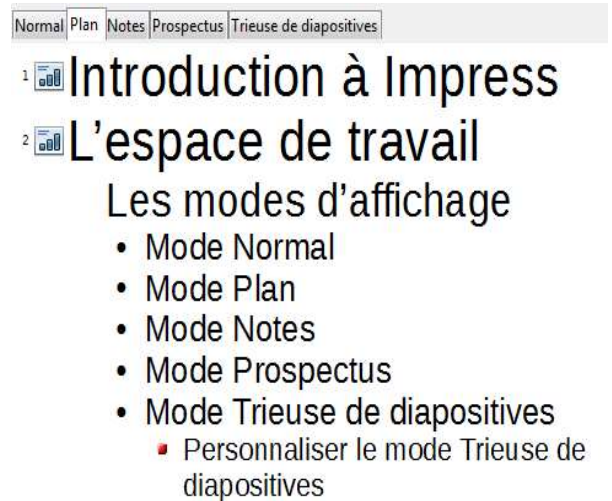 Normal Plan Notes Prospectus Trieuse de diapositives
1 Introduction à Impress
2 L’espace de travail
Les modes d’affichage
• Mode Normal
• Mode Plan
• Mode Notes
• Mode Prospectus
• Mode Trieuse de diapositives
Personnaliser le mode Trieuse de
diapositives